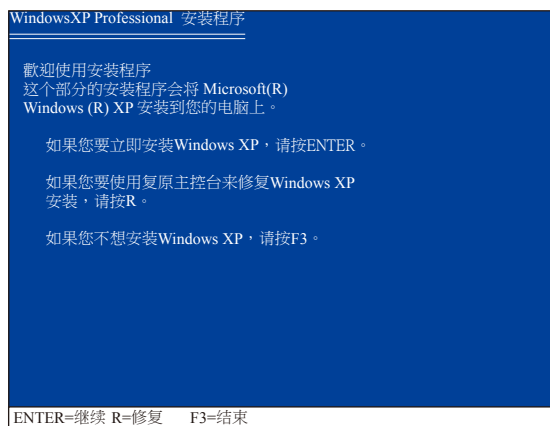 WindowsXP Professional 安装程序
歡迎使用安装程序
这个部分的安装程序会将 Microsoft(R)
Windows (R) XP 安装到您的电脑上。
如果您要立即安装Windows XP，请按ENTER。
如果您要使用复原主控台来修复Windows XP
安装，请按R。
如果您不想安装Windows XP，请按F3。
ENTER=继续 R=修复 F3=结束